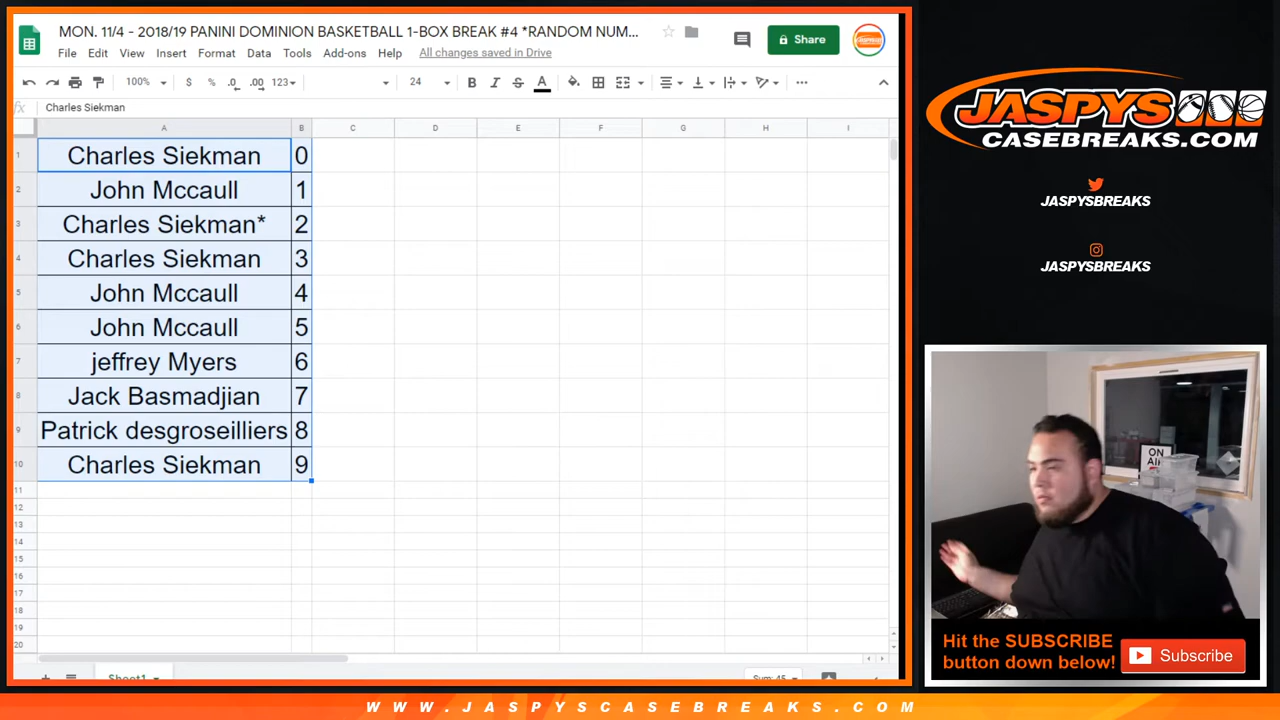 MON. 11/4 - 2018/19 PANINI DOMINION BASKETBALL 1-BOX BREAK #4 *RANDOM NUM...
File Edit View Insert Format Data Tools Add-ons Help All changes saved in Drive
Share
100% $ % .0 .00 123 24 B I S A ...
fx Charles Siekman
A B C D E F G H I
1 Charles Siekman 0
2 John Mccaull 1
3 Charles Siekman* 2
4 Charles Siekman 3
5 John Mccaull 4
6 John Mccaull 5
7 jeffrey Myers 6
8 Jack Basmadjian 7
9 Patrick desgroseilliers 8
10 Charles Siekman 9
11
12
13
14
15
16
17
18
19
20
Sheet1
Sum: 45
JASPYS
CASEBREAKS.COM
JASPYSBREAKS
JASPYSBREAKS
ON
AIR
Hit the SUBSCRIBE
button down below!
Subscribe
WWW.JASPYSCASEBREAKS.COM